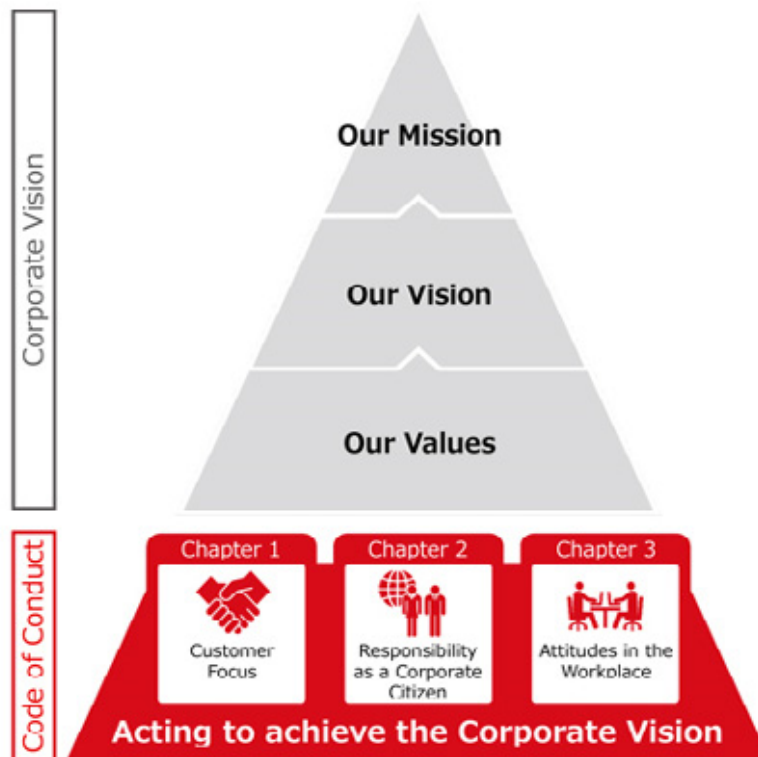 Corporate Vision
Our Mission
Our Vision
Our Values
Code of Conduct
Chapter 1
Customer
Focus
Chapter 2
Responsibility
as a Corporate
Citizen
Chapter 3
Attitudes in the
Workplace
Acting to achieve the Corporate Vision